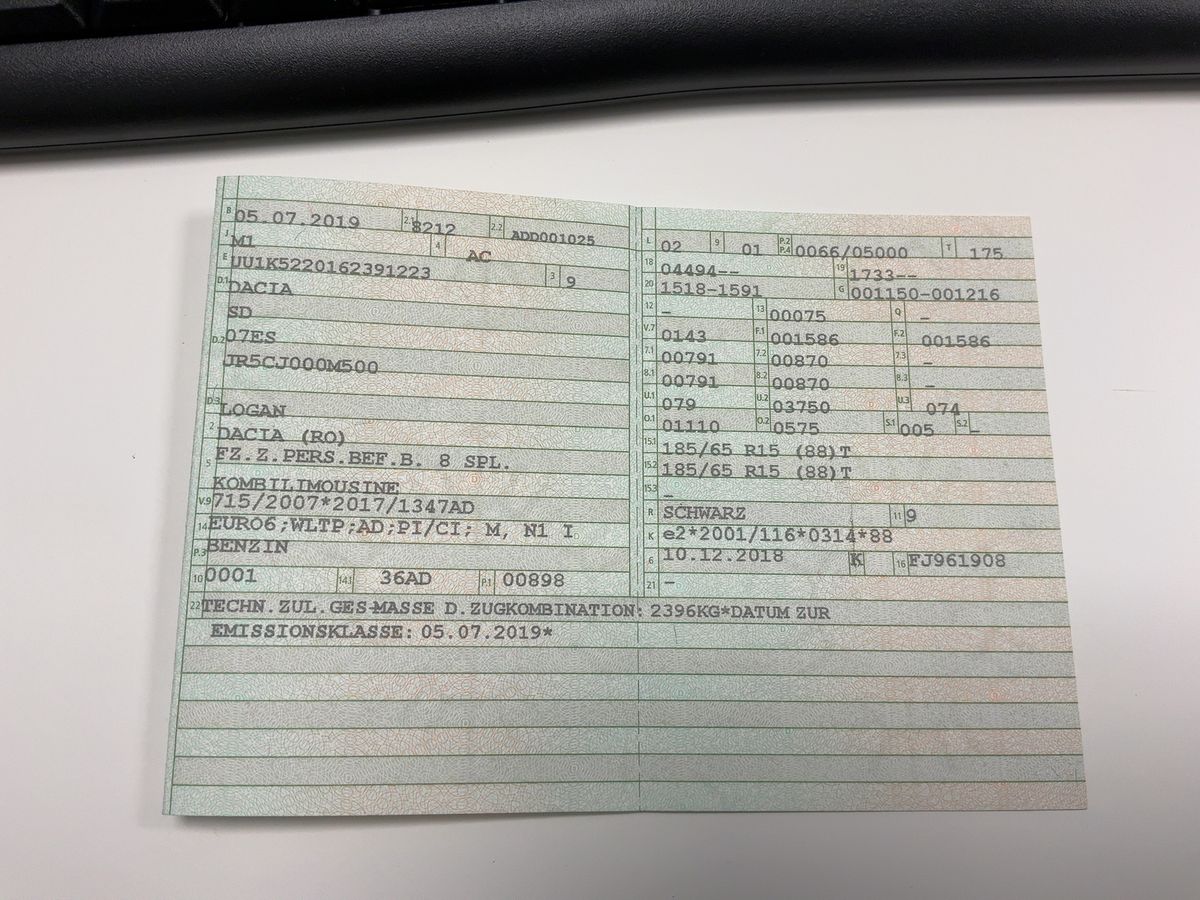 B 05.07.2019 2.1 8212 2.2 ADD001025
J M1 4 AC
E UU1K5220162391223 3 9
D.1 DACIA
SD
D.2 07ES
JR5CJ000M500
D.3 LOGAN
2 DACIA (RO)
5 FZ.Z.PERS.BEF.B. 8 SPL.
KOMBILIMOUSINE
V.9 715/2007*2017/1347AD
14 EURO6;WLTP;AD;PI/CI; M, N1 I
P.3 BENZIN
10 0001 14.1 36AD P.1 00898
L 02 9 01 P.2 P.4 0066/05000 T 175
18 04494-- 19 1733--
20 1518-1591 G 001150-001216
12 – 13 00075 Q –
V.7 0143 F.1 001586 F.2 001586
7.1 00791 7.2 00870 7.3 –
8.1 00791 8.2 00870 8.3 –
U.1 079 U.2 03750 U.3 074
O.1 01110 O.2 0575 S.1 005 S.2 –
15.1 185/65 R15 (88)T
15.2 185/65 R15 (88)T
15.3 –
R SCHWARZ 11 9
K e2*2001/116*0314*88
6 10.12.2018 K 16 FJ961908
21 –
22 TECHN.ZUL.GES-MASSE D.ZUGKOMBINATION: 2396KG*DATUM ZUR
EMISSIONSKLASSE: 05.07.2019*